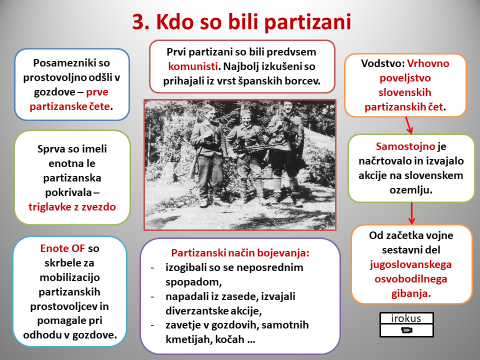 3. Kdo so bili partizani
Posamezniki so
prostovoljno odšli v
gozdove – prve
partizanske čete.
Prvi partizani so bili predvsem
komunisti. Najbolj izkušeni so
prihajali iz vrst španskih borcev.
Vodstvo: Vrhovno
poveljstvo
slovenskih
partizanskih čet.
Sprva so imeli
enotna le
partizanska
pokrivala –
triglavke z zvezdo
Samostojno je
načrtovalo in izvajalo
akcije na slovenskem
ozemlju.
Enote OF so
skrbele za
mobilizacijo
partizanskih
prostovoljcev in
pomagale pri
odhodu v gozdove.
Partizanski način bojevanja:
- izogibali so se neposrednim
spopadom,
- napadali iz zasede, izvajali
diverzantske akcije,
- zavetje v gozdovih, samotnih
kmetijah, kočah ...
Od začetka vojne
sestavni del
jugoslovanskega
osvobodilnega
gibanja.
irokus